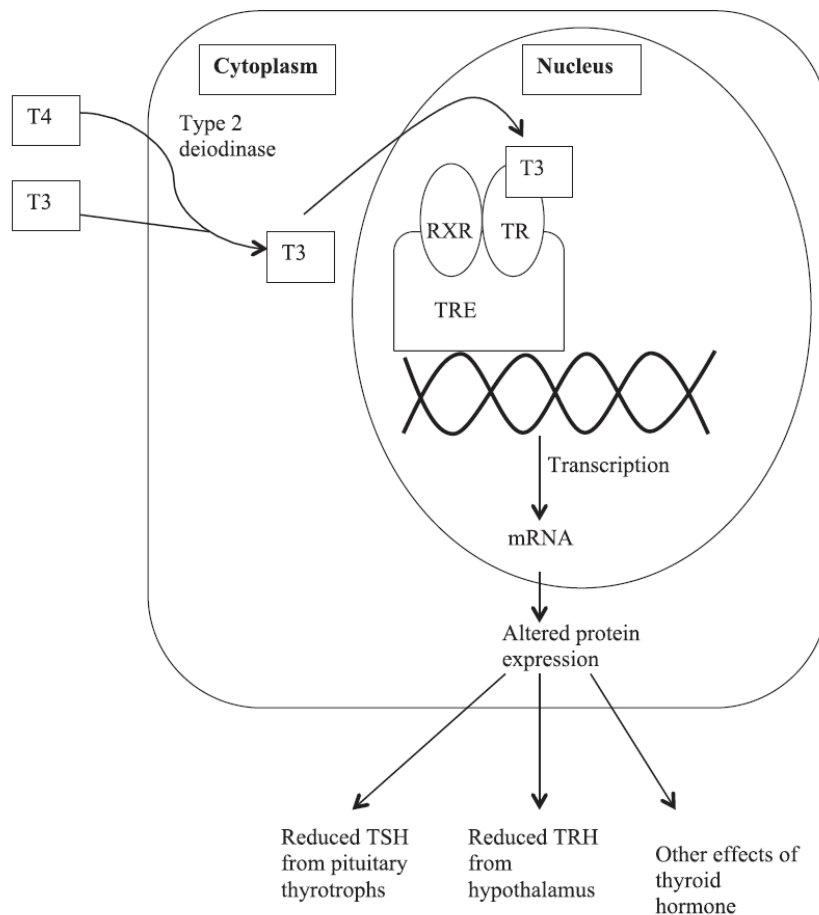 Cytoplasm
Nucleus
T4
Type 2
deiodinase
T3
T3
T3
RXR
TR
TRE
Transcription
mRNA
Altered protein
expression
Reduced TSH
from pituitary
thyrotrophs
Reduced TRH
from
hypothalamus
Other effects of
thyroid
hormone